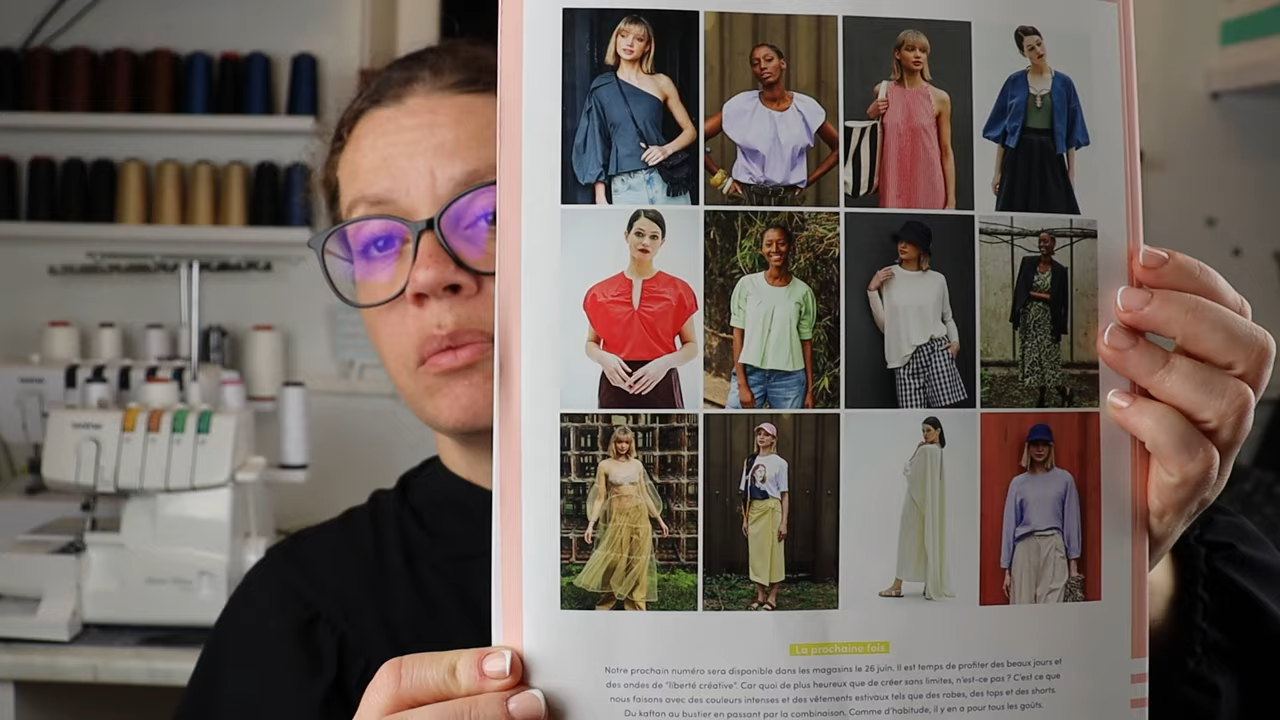 brother
La prochaine fois
Notre prochain numéro sera disponible dans les magasins le 26 juin. Il est temps de profiter des beaux jours et
des ondes de "liberté créative". Car quoi de plus heureux que de créer sans limites, n'est-ce pas ? C'est ce que
nous faisons avec des couleurs intenses et des vêtements estivaux tels que des robes, des tops et des shorts.
Du kaftan au bustier en passant par la combinaison. Comme d'habitude, il y en a pour tous les goûts.